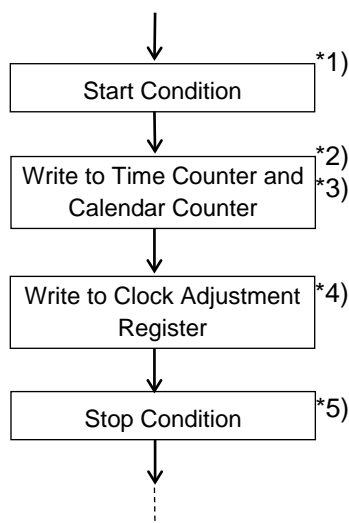 *1)
Start Condition
*2)
Write to Time Counter and
*3)
Calendar Counter
Write to Clock Adjustment
*4)
Register
Stop Condition
*5)